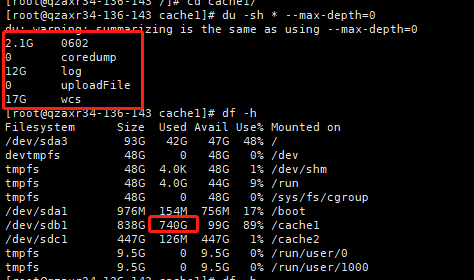 [root@qzaxr34-136-143 /]# cd cache1/
[root@qzaxr34-136-143 cache1]# du -sh * --max-depth=0
du: warning: summarizing is the same as using --max-depth=0
2.1G 0602
0 coredump
12G log
0 uploadFile
17G wcs
[root@qzaxr34-136-143 cache1]# df -h
Filesystem Size Used Avail Use% Mounted on
/dev/sda3 93G 42G 47G 48% /
devtmpfs 48G 0 48G 0% /dev
tmpfs 48G 4.0K 48G 1% /dev/shm
tmpfs 48G 4.0G 44G 9% /run
tmpfs 48G 0 48G 0% /sys/fs/cgroup
/dev/sda1 976M 154M 756M 17% /boot
/dev/sdb1 838G 740G 99G 89% /cache1
/dev/sdc1 447G 126M 447G 1% /cache2
tmpfs 9.5G 0 9.5G 0% /run/user/0
tmpfs 9.5G 0 9.5G 0% /run/user/1000
[root@qzaxr34-136-143 cache1]# df -h